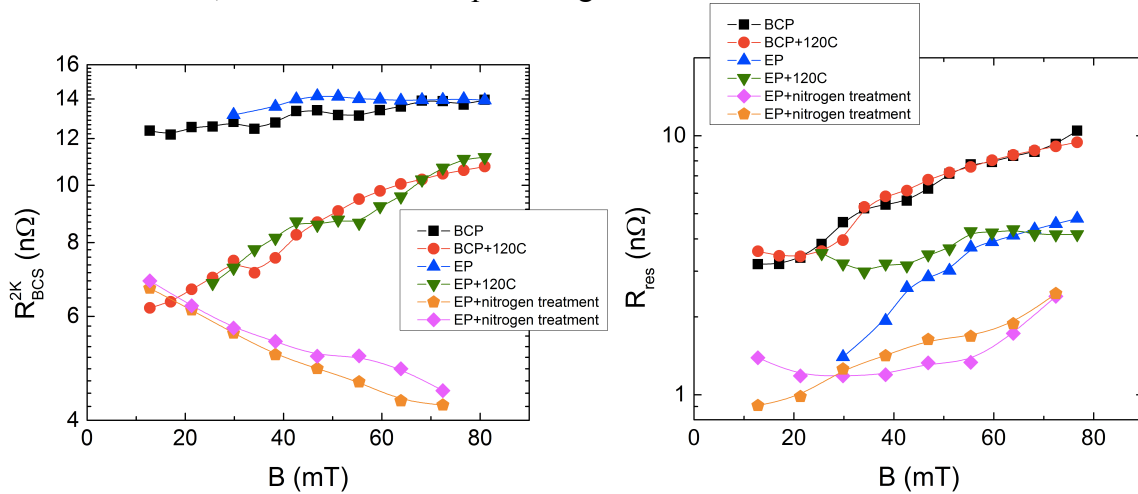 BCP
BCP+120C
EP
EP+120C
EP+nitrogen treatment
EP+nitrogen treatment
16
14
12
10
8
6
4
0 20 40 60 80
B (mT)
R_BCS^2K (nΩ)
BCP
BCP+120C
EP
EP+120C
EP+nitrogen treatment
EP+nitrogen treatment
10
1
0 20 40 60 80
B (mT)
R_res (nΩ)